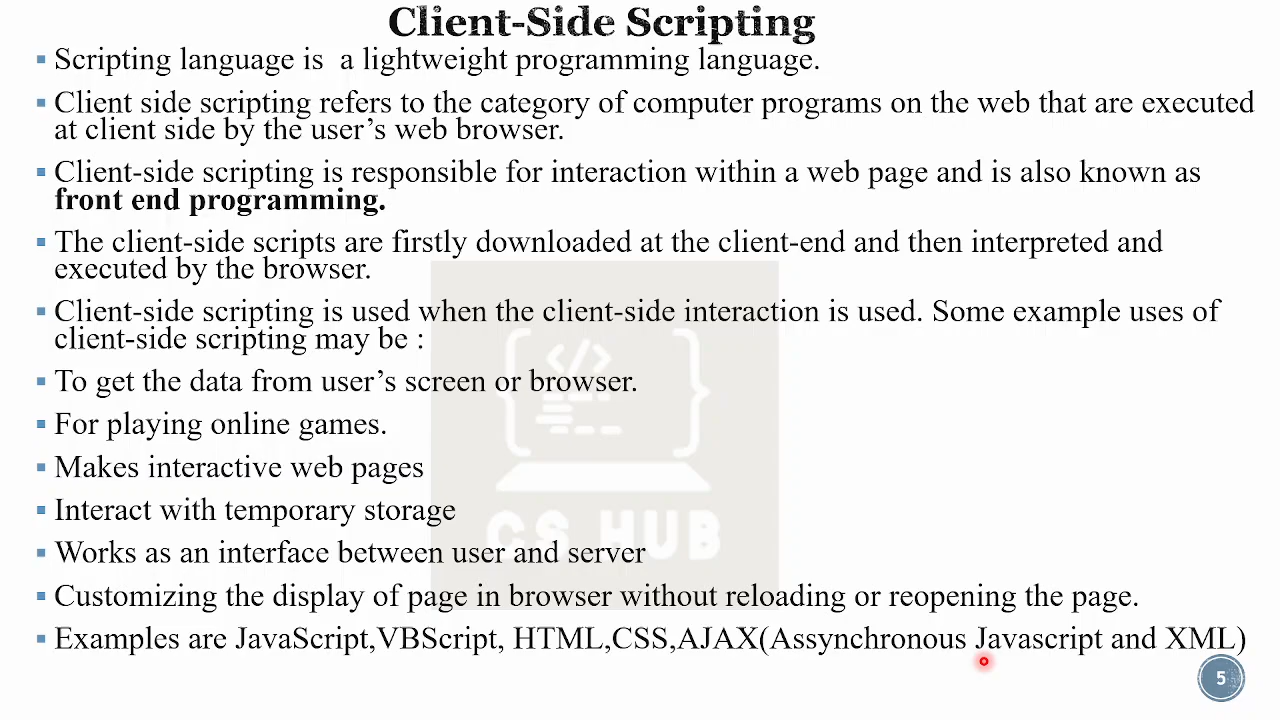 Client-Side Scripting
Scripting language is a lightweight programming language.
Client side scripting refers to the category of computer programs on the web that are executed
at client side by the user’s web browser.
Client-side scripting is responsible for interaction within a web page and is also known as
front end programming.
The client-side scripts are firstly downloaded at the client-end and then interpreted and
executed by the browser.
Client-side scripting is used when the client-side interaction is used. Some example uses of
client-side scripting may be :
To get the data from user’s screen or browser.
For playing online games.
Makes interactive web pages
Interact with temporary storage
CS HUB
Works as an interface between user and server
Customizing the display of page in browser without reloading or reopening the page.
Examples are JavaScript,VBScript, HTML,CSS,AJAX(Assynchronous Javascript and XML)
5